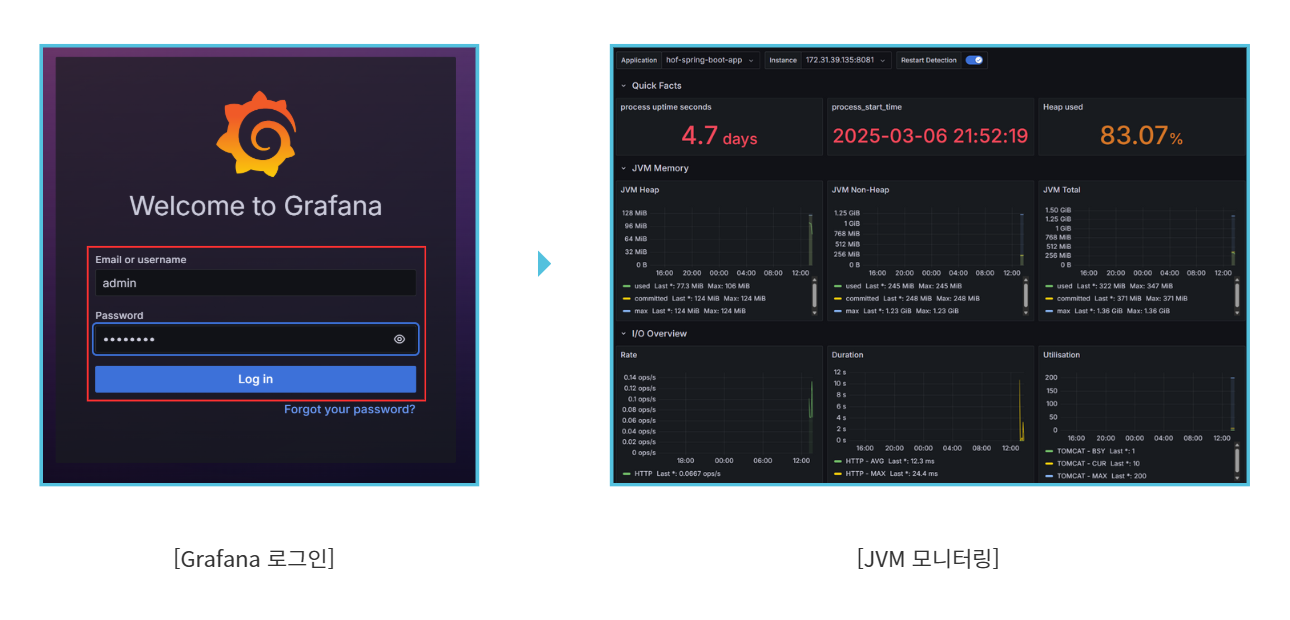 Welcome to Grafana
Email or username
admin
Password
••••••••
Log in
Forgot your password?
[Grafana 로그인]
Application hof-spring-boot-app Instance 172.31.39.135:8081 Restart Detection
Quick Facts
process uptime seconds
4.7 days
process_start_time
2025-03-06 21:52:19
Heap used
83.07%
JVM Memory
JVM Heap
128 MiB
96 MiB
64 MiB
32 MiB
0 B
16:00 20:00 00:00 04:00 08:00 12:00
used Last *: 77.3 MiB Max: 106 MiB
committed Last *: 124 MiB Max: 124 MiB
max Last *: 124 MiB Max: 124 MiB
JVM Non-Heap
1.25 GiB
1 GiB
768 MiB
512 MiB
256 MiB
0 B
16:00 20:00 00:00 04:00 08:00 12:00
used Last *: 245 MiB Max: 245 MiB
committed Last *: 248 MiB Max: 248 MiB
max Last *: 1.23 GiB Max: 1.23 GiB
JVM Total
1.50 GiB
1.25 GiB
1 GiB
768 MiB
512 MiB
256 MiB
0 B
16:00 20:00 00:00 04:00 08:00 12:00
used Last *: 322 MiB Max: 347 MiB
committed Last *: 371 MiB Max: 371 MiB
max Last *: 1.36 GiB Max: 1.36 GiB
I/O Overview
Rate
0.14 ops/s
0.12 ops/s
0.1 ops/s
0.08 ops/s
0.06 ops/s
0.04 ops/s
0.02 ops/s
0 ops/s
18:00 00:00 06:00 12:00
HTTP Last *: 0.0667 ops/s
Duration
12 s
10 s
8 s
6 s
4 s
2 s
0 s
16:00 20:00 00:00 04:00 08:00 12:00
HTTP - AVG Last *: 12.3 ms
HTTP - MAX Last *: 24.4 ms
Utilisation
200
150
100
50
0
16:00 20:00 00:00 04:00 08:00 12:00
TOMCAT - BSY Last *: 1
TOMCAT - CUR Last *: 10
TOMCAT - MAX Last *: 200
[JVM 모니터링]